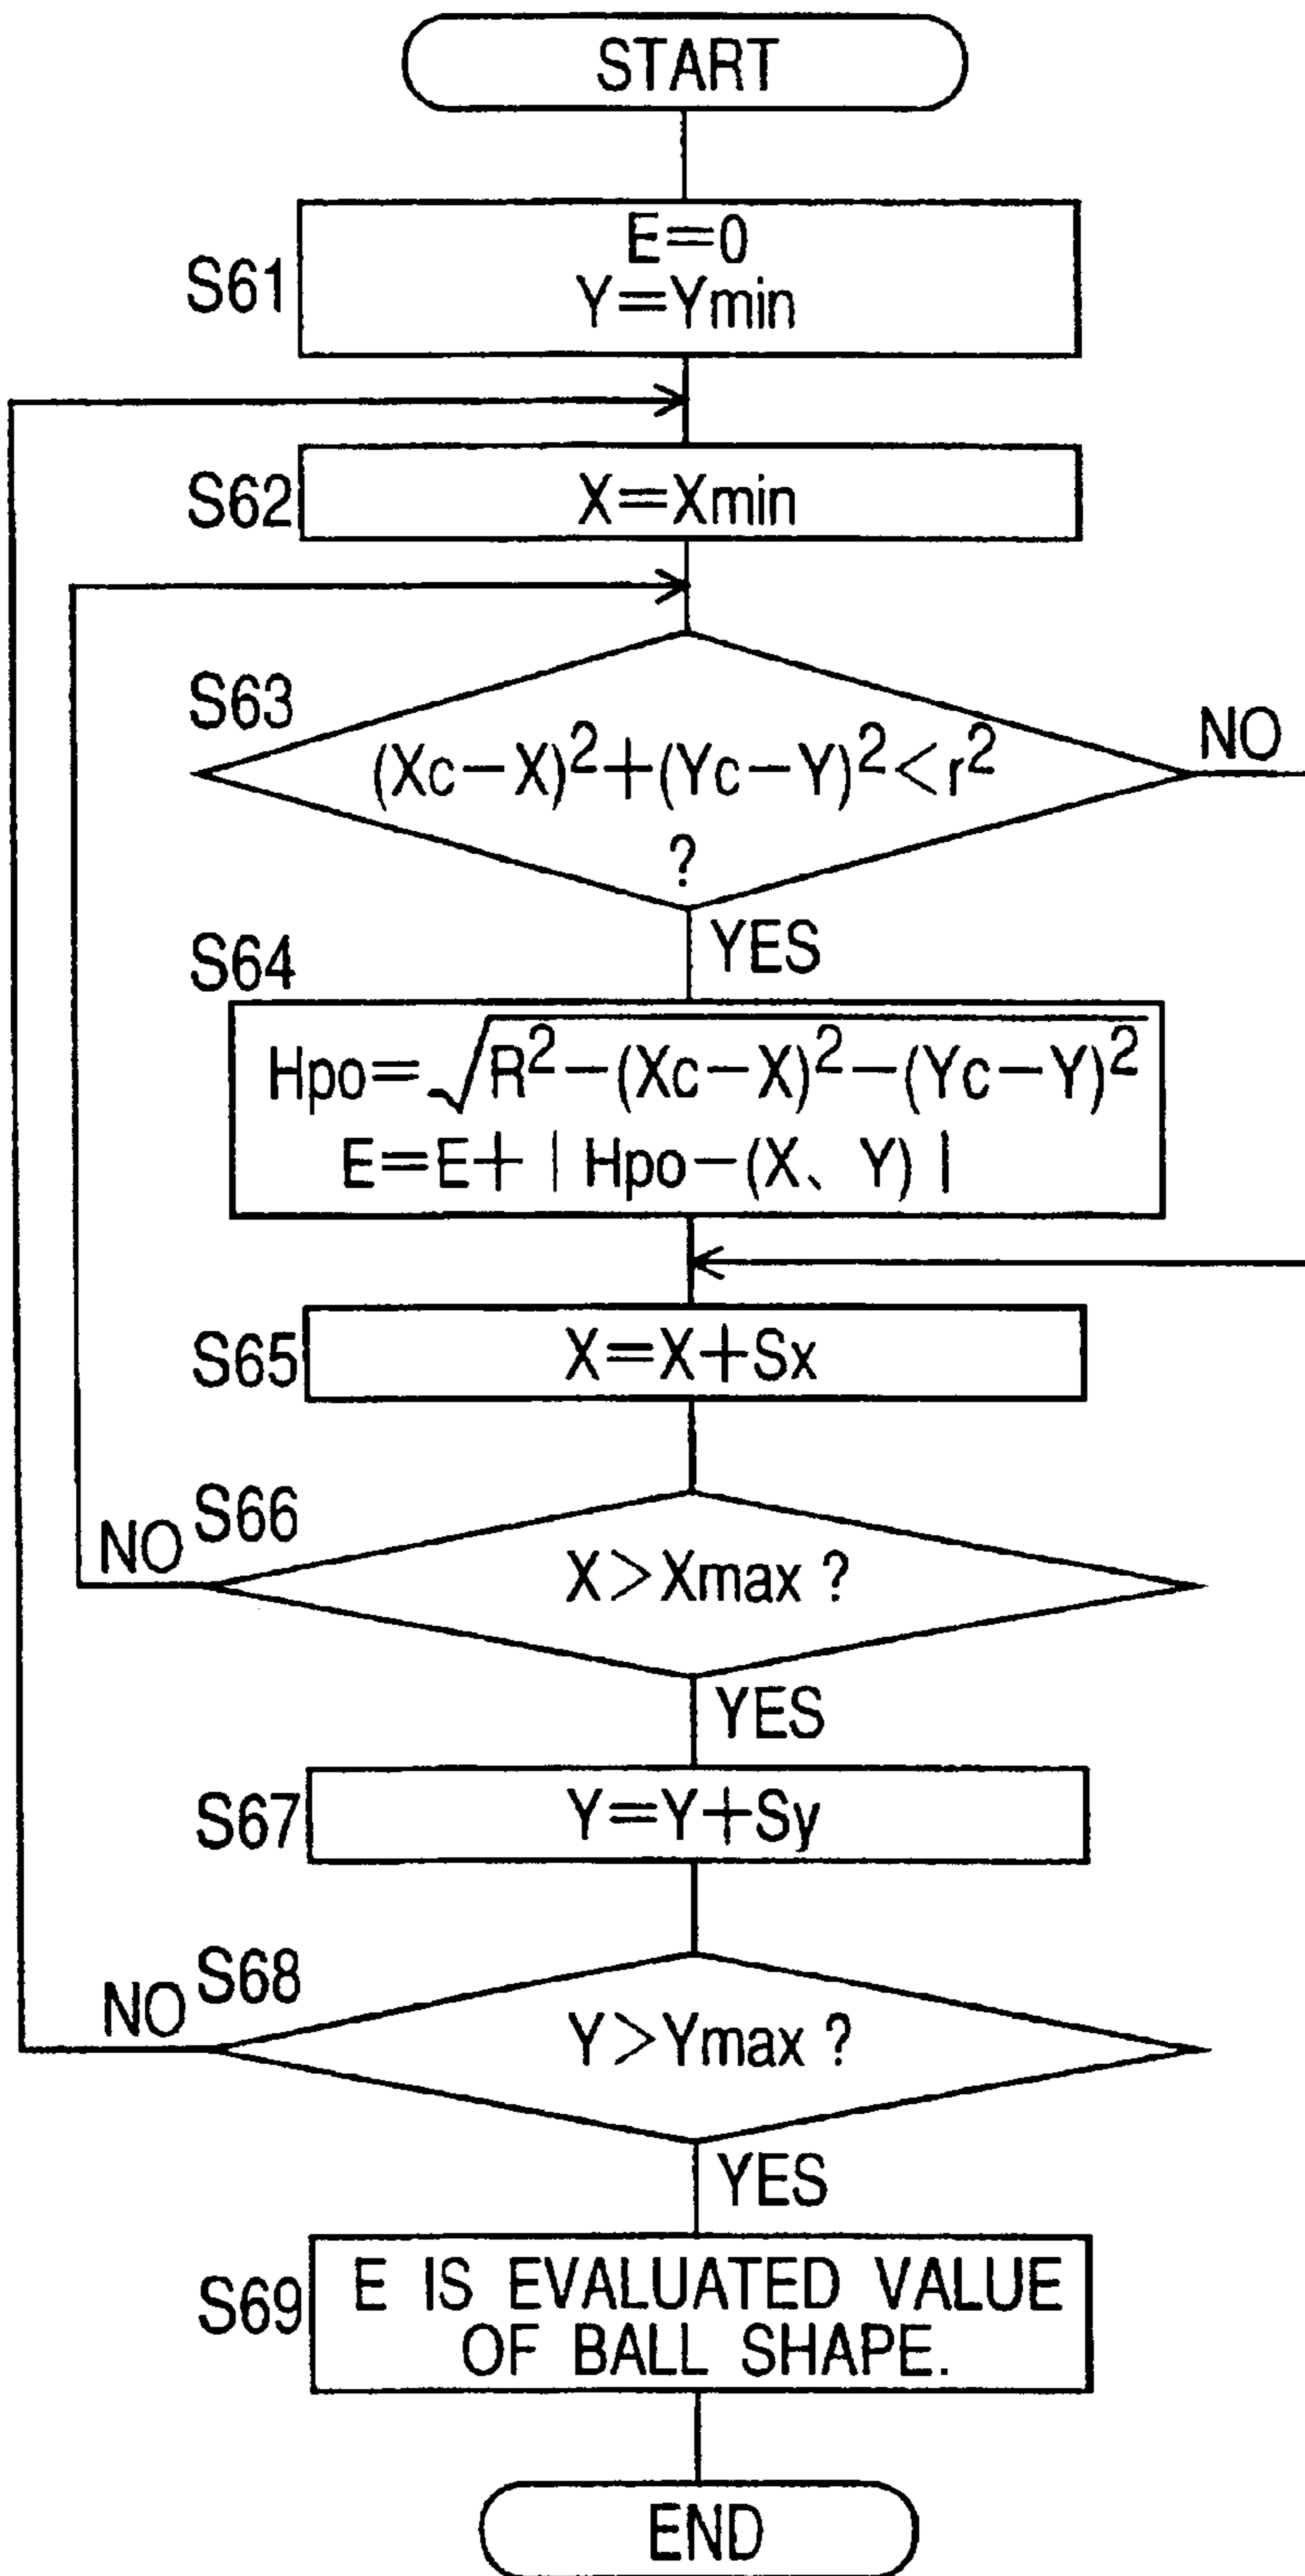 START
E=0
S61
Y=Ymin
S62
X=Xmin
S63
NO
(Xc-X)²+(Yc-Y)²<r²
?
YES
S64
Hpo=√R²-(Xc-X)²-(Yc-Y)²
E=E+|Hpo-(X、Y)|
S65
X=X+Sx
S66
NO
X>Xmax ?
YES
S67
Y=Y+Sy
S68
NO
Y>Ymax ?
YES
S69
E IS EVALUATED VALUE
OF BALL SHAPE.
END